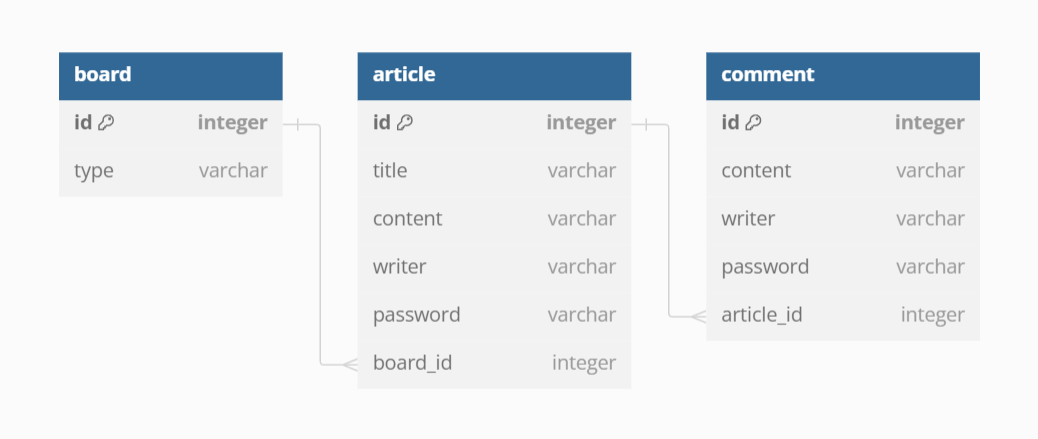 board
id integer
type varchar
article
id integer
title varchar
content varchar
writer varchar
password varchar
board_id integer
comment
id integer
content varchar
writer varchar
password varchar
article_id integer